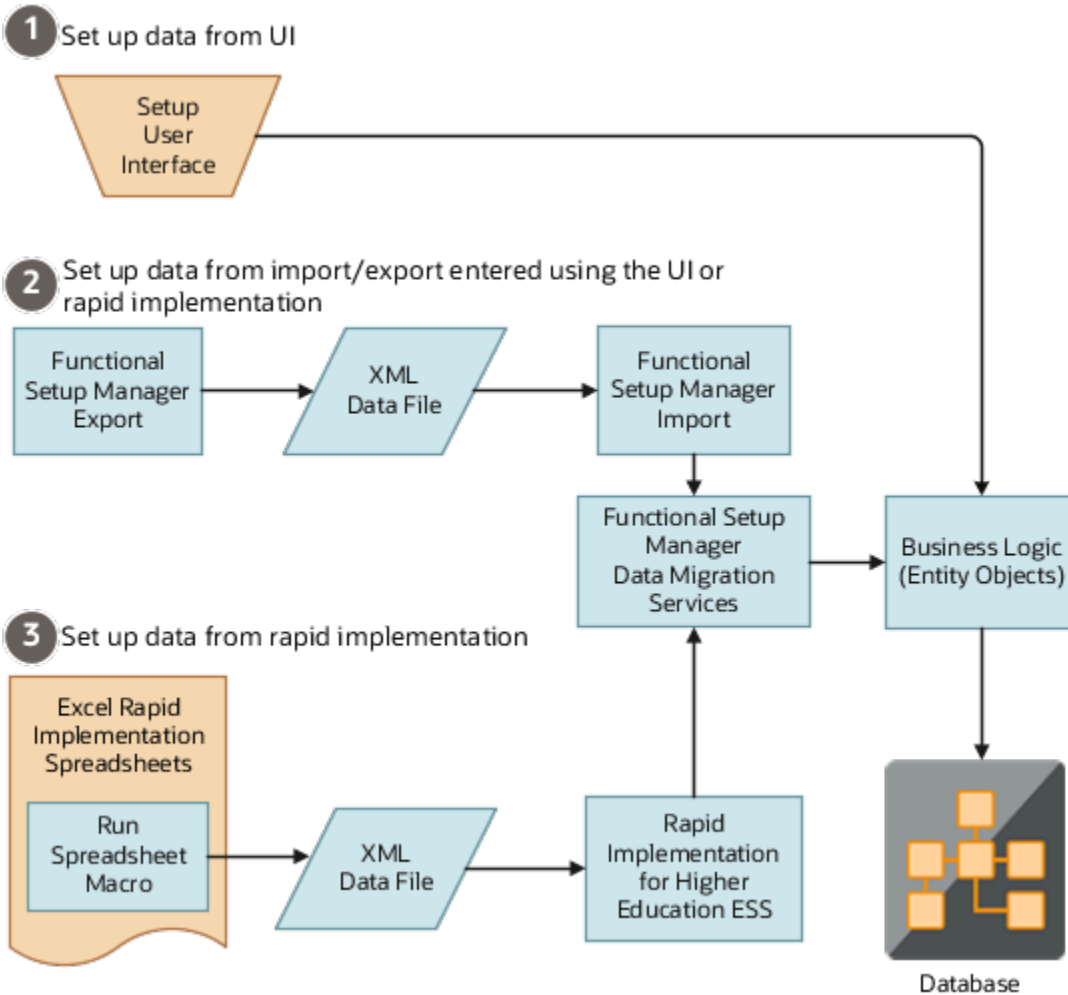 1 Set up data from UI
Setup
User
Interface
2 Set up data from import/export entered using the UI or
rapid implementation
Functional
Setup Manager
Export
XML
Data File
Functional
Setup Manager
Import
Functional Setup
Manager
Data Migration
Services
Business Logic
(Entity Objects)
3 Set up data from rapid implementation
Excel Rapid
Implementation
Spreadsheets
Run
Spreadsheet
Macro
XML
Data File
Rapid
Implementation
for Higher
Education ESS
Database